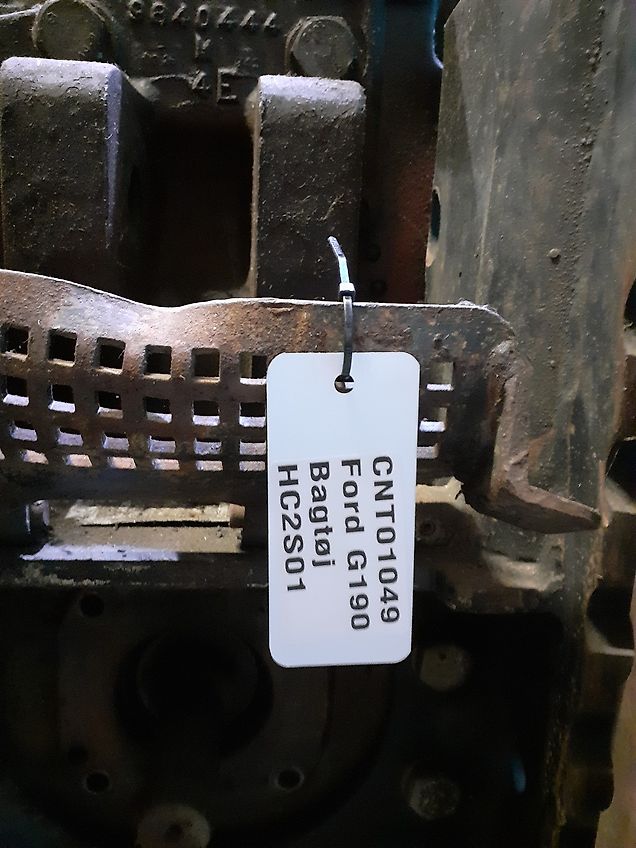 9840444
K
4E
CNT01049
Ford G190
Bagtøj
HC2S01